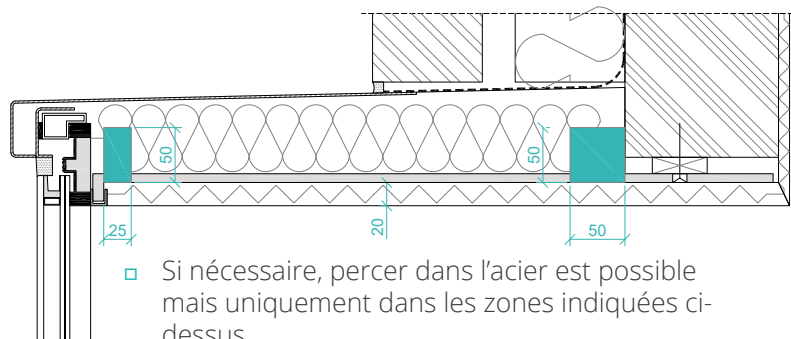 50
50
25
20
50
Si nécessaire, percer dans l’acier est possible
mais uniquement dans les zones indiquées ci-
dessus